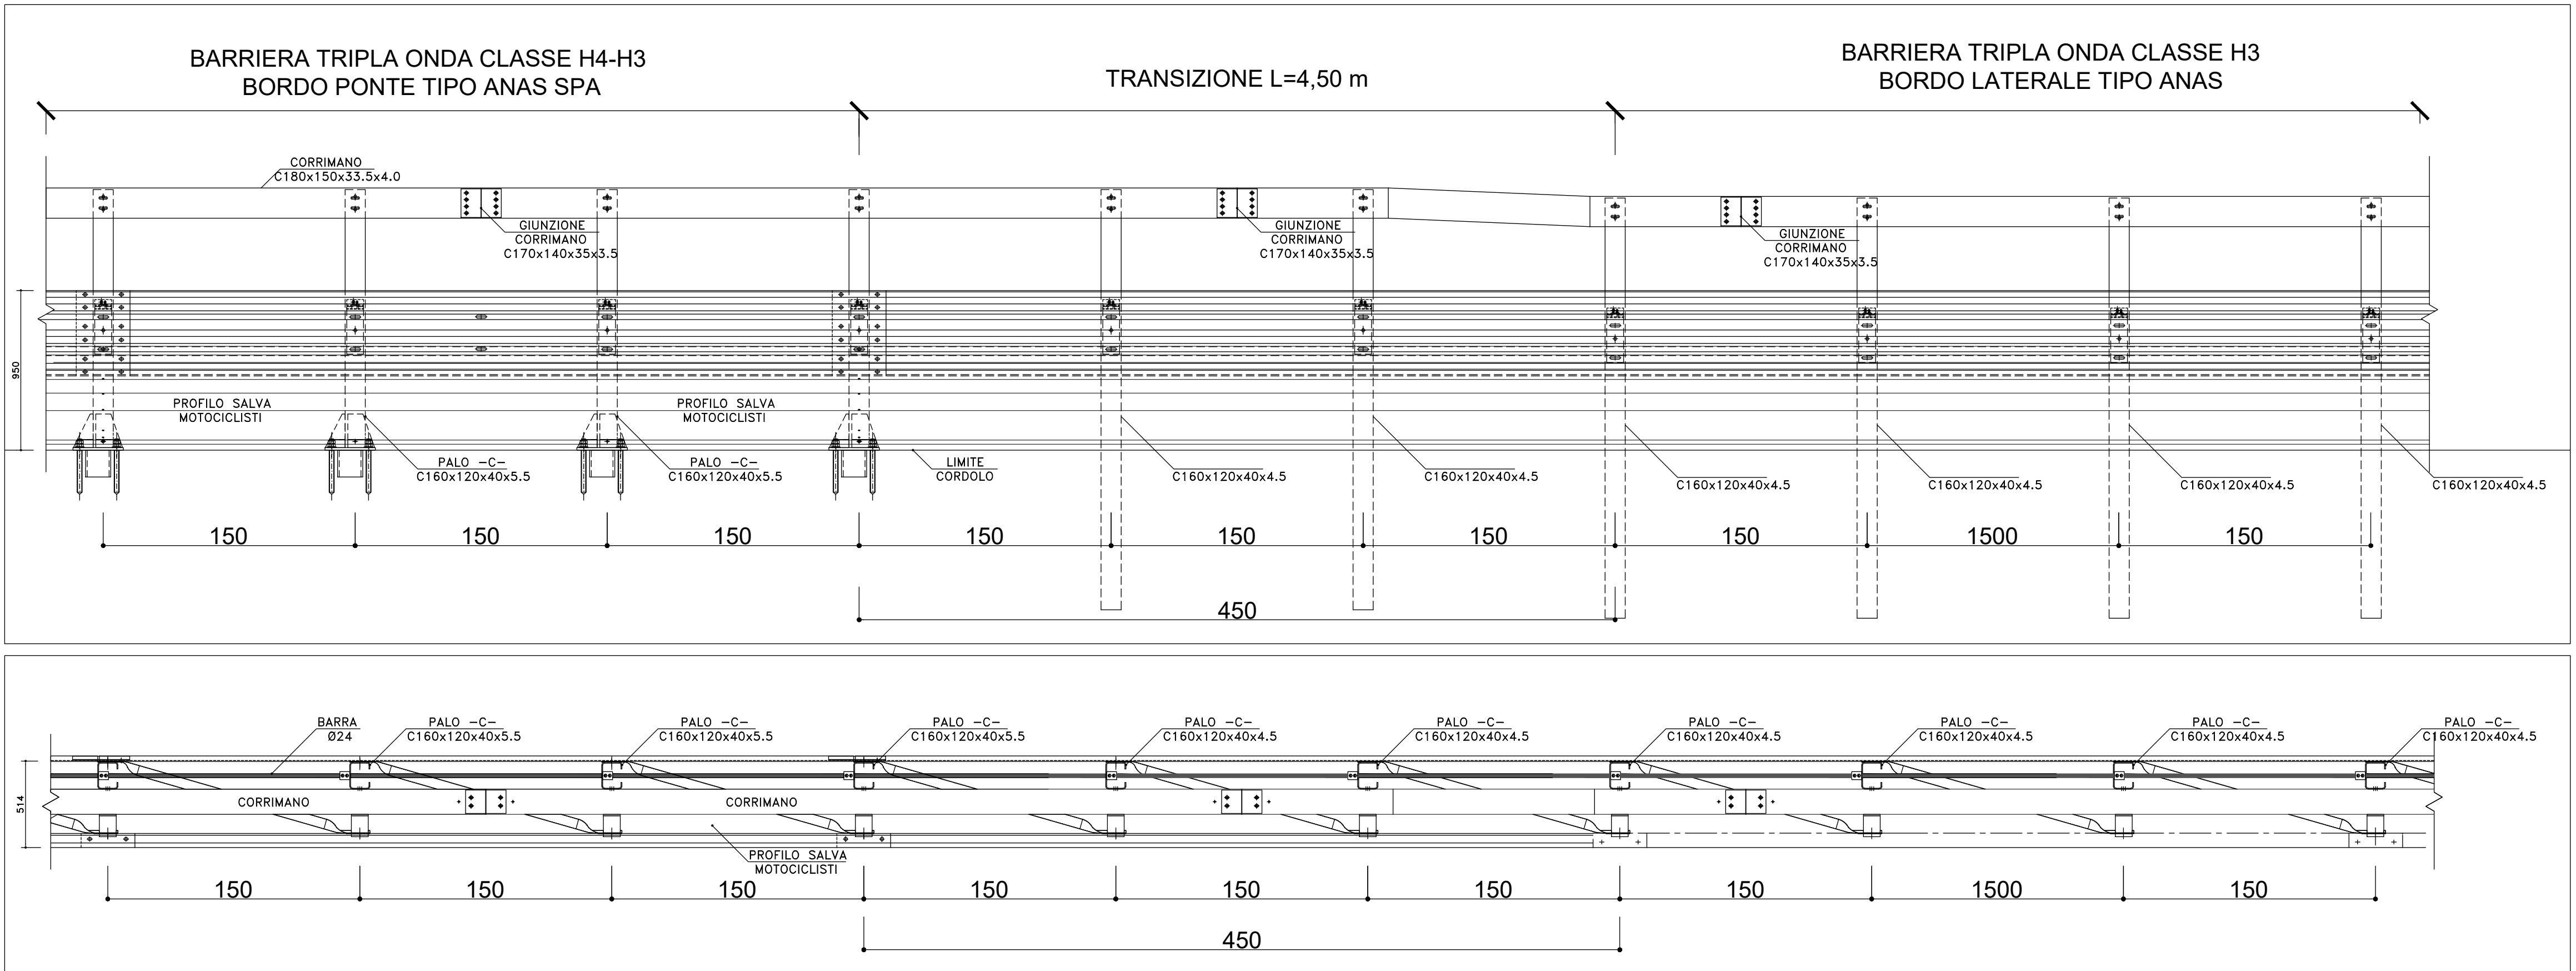 BARRIERA TRIPLA ONDA CLASSE H4-H3
BORDO PONTE TIPO ANAS SPA
TRANSIZIONE L=4,50 m
BARRIERA TRIPLA ONDA CLASSE H3
BORDO LATERALE TIPO ANAS
CORRIMANO
C180x150x33.5x4.0
GIUNZIONE
CORRIMANO
C170x140x35x3.5
GIUNZIONE
CORRIMANO
C170x140x35x3.5
GIUNZIONE
CORRIMANO
C170x140x35x3.5
950
PROFILO SALVA
MOTOCICLISTI
PROFILO SALVA
MOTOCICLISTI
PALO -C-
C160x120x40x5.5
PALO -C-
C160x120x40x5.5
LIMITE
CORDOLO
C160x120x40x4.5
C160x120x40x4.5
C160x120x40x4.5
C160x120x40x4.5
C160x120x40x4.5
C160x120x40x4.5
150
150
150
150
150
150
150
1500
150
450
BARRA
Ø24
PALO -C-
C160x120x40x5.5
PALO -C-
C160x120x40x5.5
PALO -C-
C160x120x40x5.5
PALO -C-
C160x120x40x4.5
PALO -C-
C160x120x40x4.5
PALO -C-
C160x120x40x4.5
PALO -C-
C160x120x40x4.5
PALO -C-
C160x120x40x4.5
PALO -C-
C160x120x40x4.5
514
CORRIMANO
CORRIMANO
PROFILO SALVA
MOTOCICLISTI
150
150
150
150
150
150
150
1500
150
450